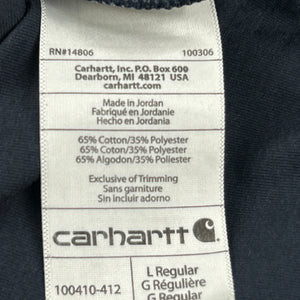 RN#14806 100306
Carhartt, Inc. P.O. Box 600
Dearborn, MI 48121 USA
carhartt.com
Made in Jordan
Fabriqué en Jordanie
Hecho en Jordania
65% Cotton/35% Polyester
65% Coton/35% Polyester
65% Algodon/35% Poliester
Exclusive of Trimming
Sans garniture
Sin incluir adorno
carhartt
100410-412
L Regular
G Régulière
G Regular